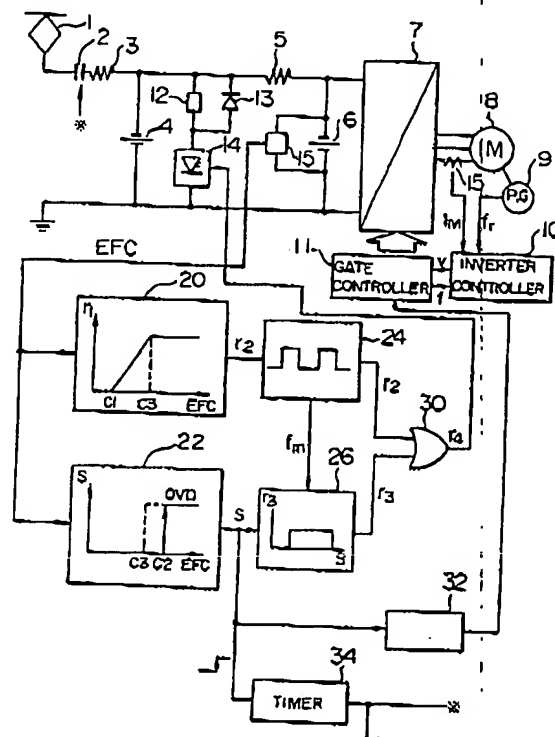 1
2
3
5
7
12
13
4
14
15
6
18
IM
15
9
PG
im
fr
10
EFC
11
GATE
CONTROLLER
V
f
INVERTER
CONTROLLER
20
η
C1
C3
EFC
r2
24
r2
30
r4
fm
22
S
OVD
C3
C2
EFC
S
26
r3
S
r3
32
34
TIMER